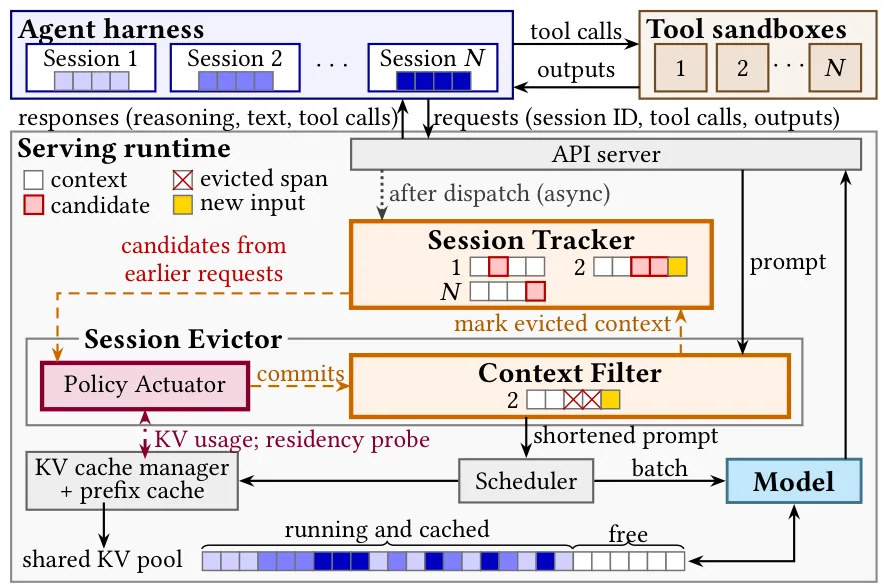 Agent harness
Session 1
Session 2
. . .
Session N
tool calls
outputs
Tool sandboxes
1
2
. . .
N
responses (reasoning, text, tool calls)
requests (session ID, tool calls, outputs)
Serving runtime
API server
context
evicted span
candidate
new input
after dispatch (async)
candidates from
earlier requests
Session Tracker
1
2
N
prompt
mark evicted context
Session Evictor
Policy Actuator
commits
Context Filter
2
KV usage; residency probe
shortened prompt
KV cache manager
+ prefix cache
Scheduler
batch
Model
running and cached
free
shared KV pool